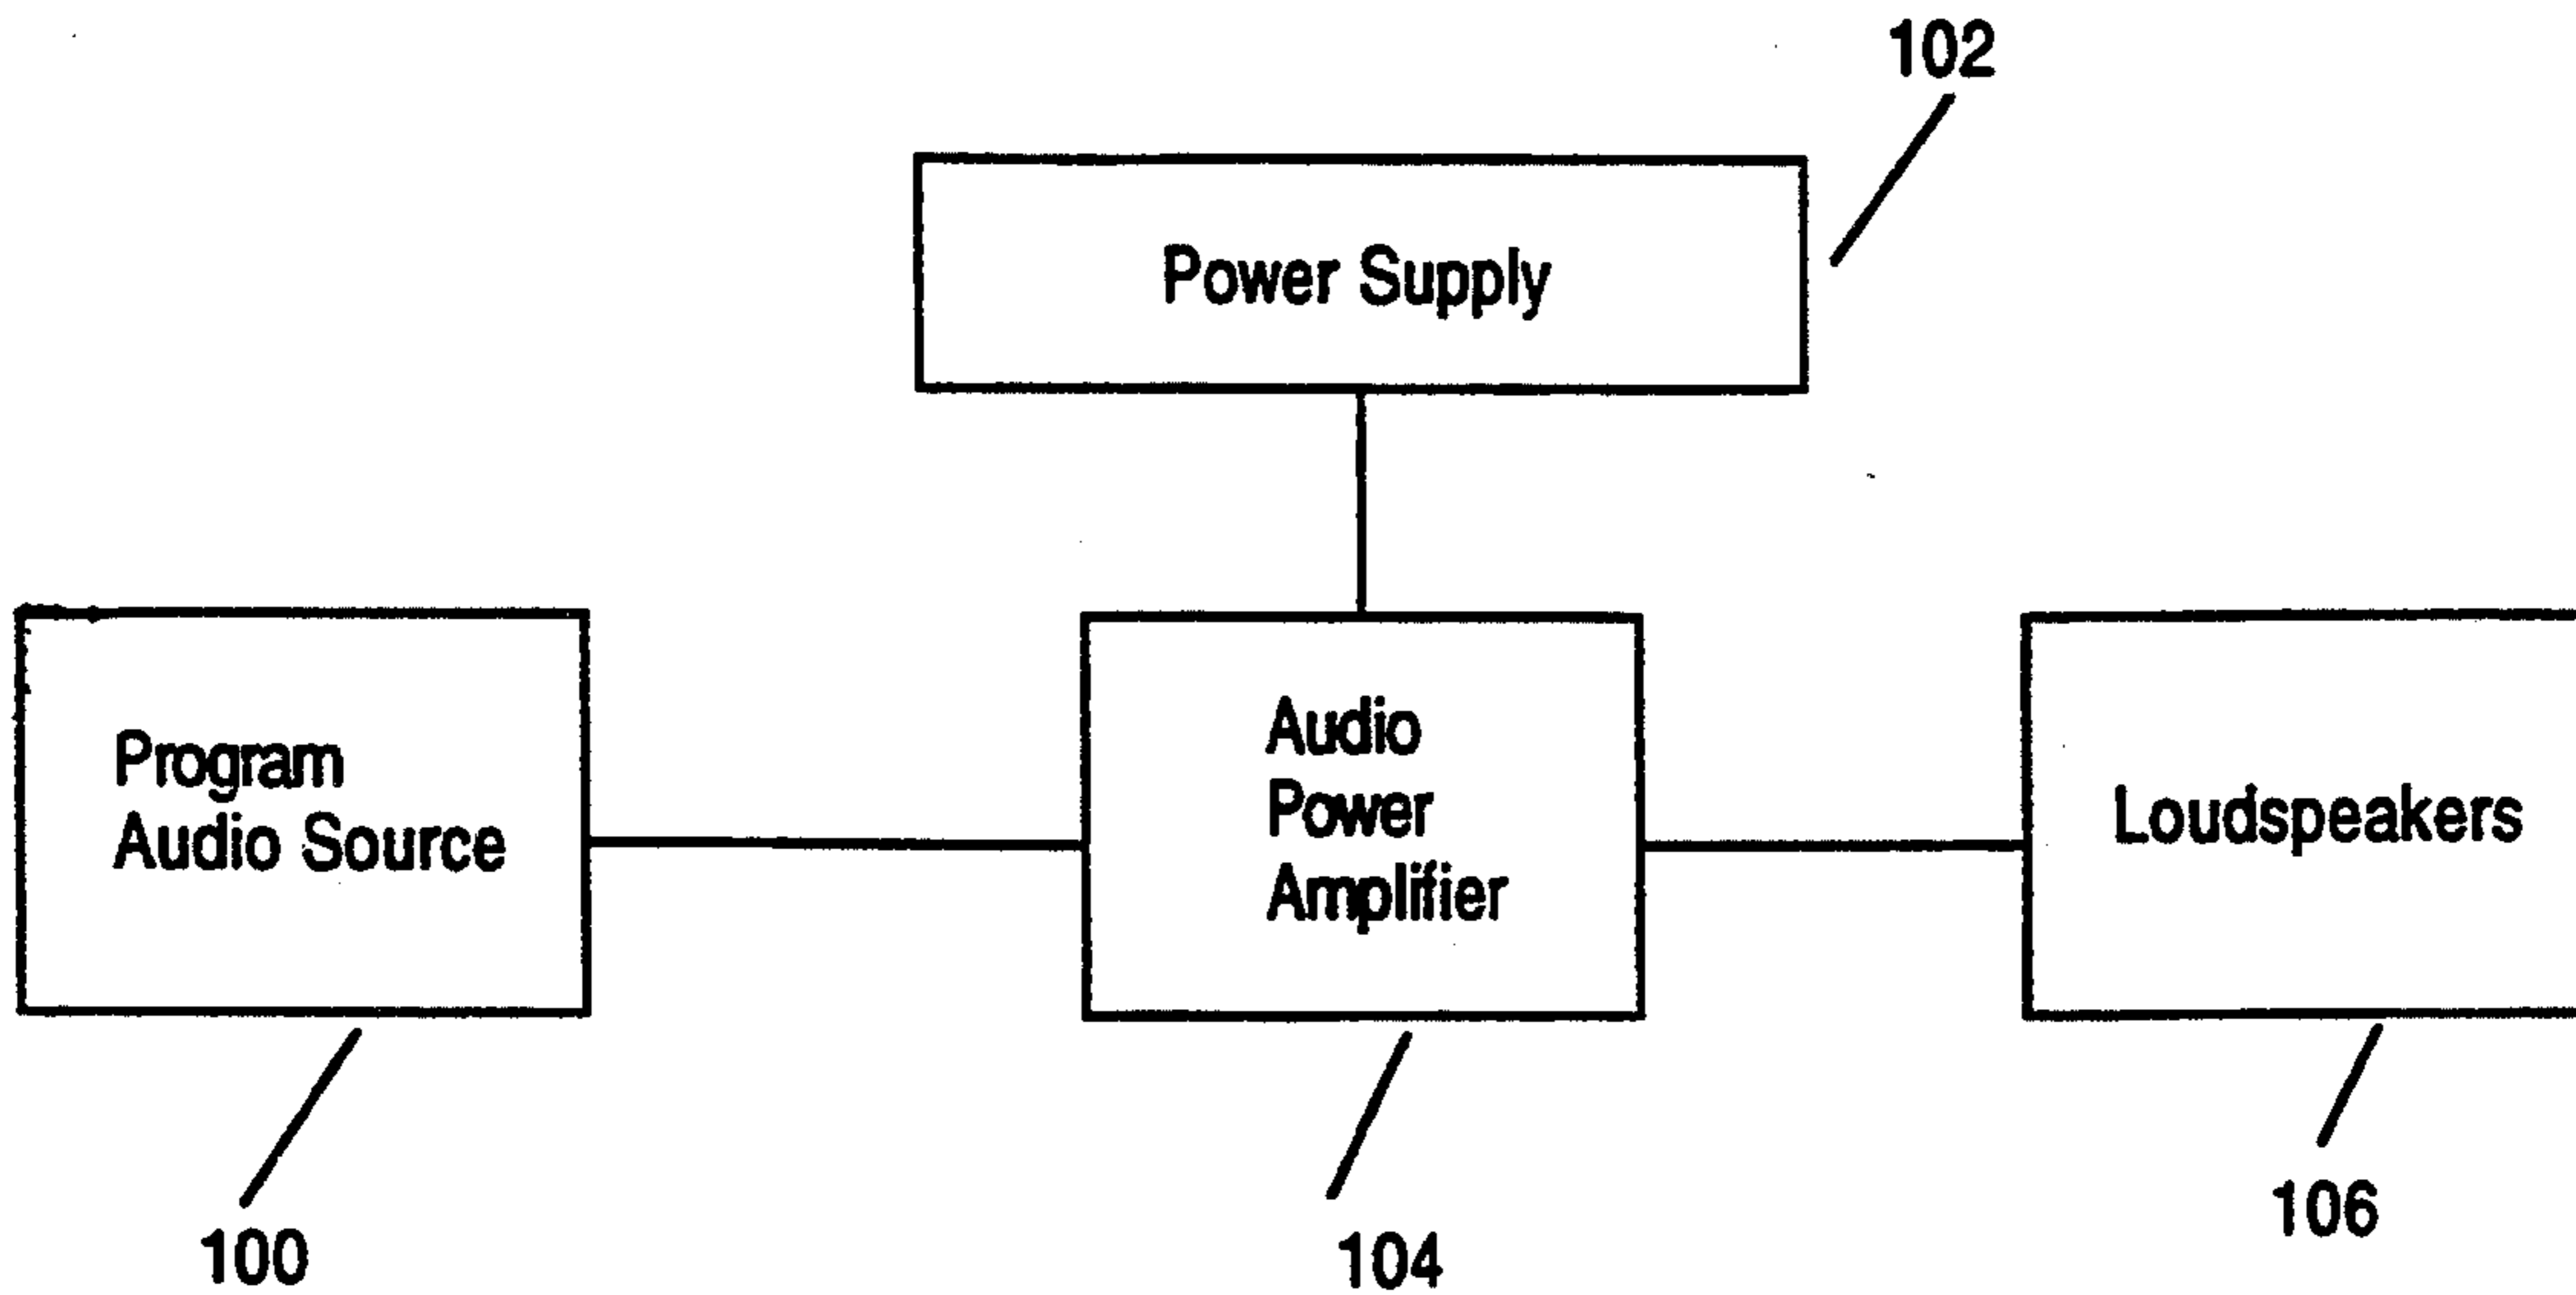 102
Power Supply
Program
Audio Source
Audio
Power
Amplifier
Loudspeakers
100
104
106